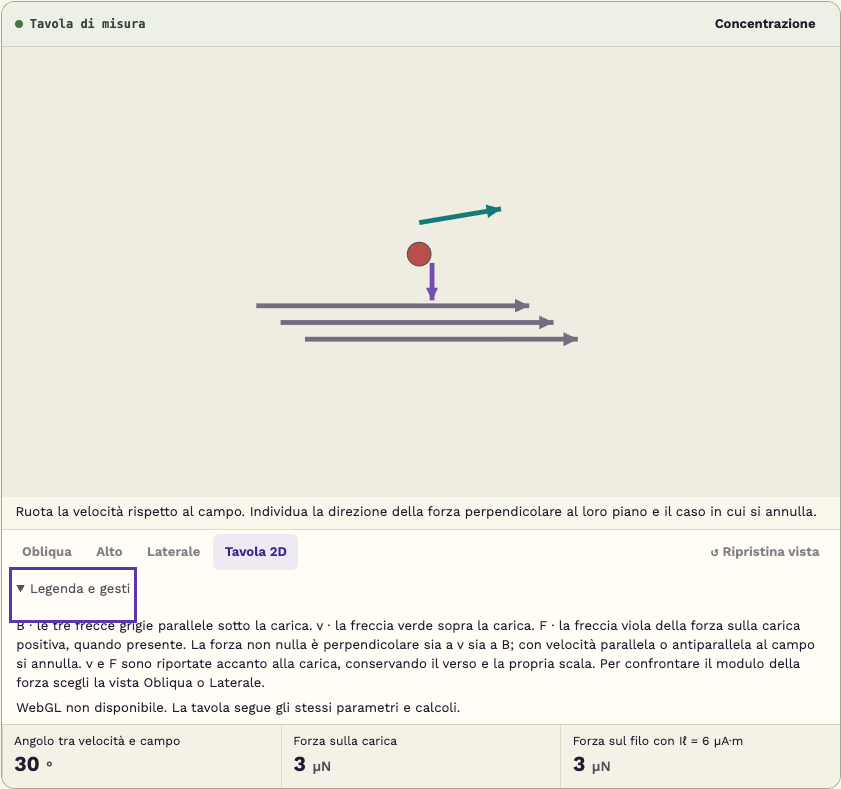 Tavola di misura
Concentrazione
Ruota la velocità rispetto al campo. Individua la direzione della forza perpendicolare al loro piano e il caso in cui si annulla.
Obliqua Alto Laterale Tavola 2D ↺ Ripristina vista
▼ Legenda e gesti
B · le tre frecce grigie parallele sotto la carica. v · la freccia verde sopra la carica. F · la freccia viola della forza sulla carica
positiva, quando presente. La forza non nulla è perpendicolare sia a v sia a B; con velocità parallela o antiparallela al campo
si annulla. v e F sono riportate accanto alla carica, conservando il verso e la propria scala. Per confrontare il modulo della
forza scegli la vista Obliqua o Laterale.
WebGL non disponibile. La tavola segue gli stessi parametri e calcoli.
Angolo tra velocità e campo
30 °
Forza sulla carica
3 µN
Forza sul filo con Iℓ = 6 µA·m
3 µN